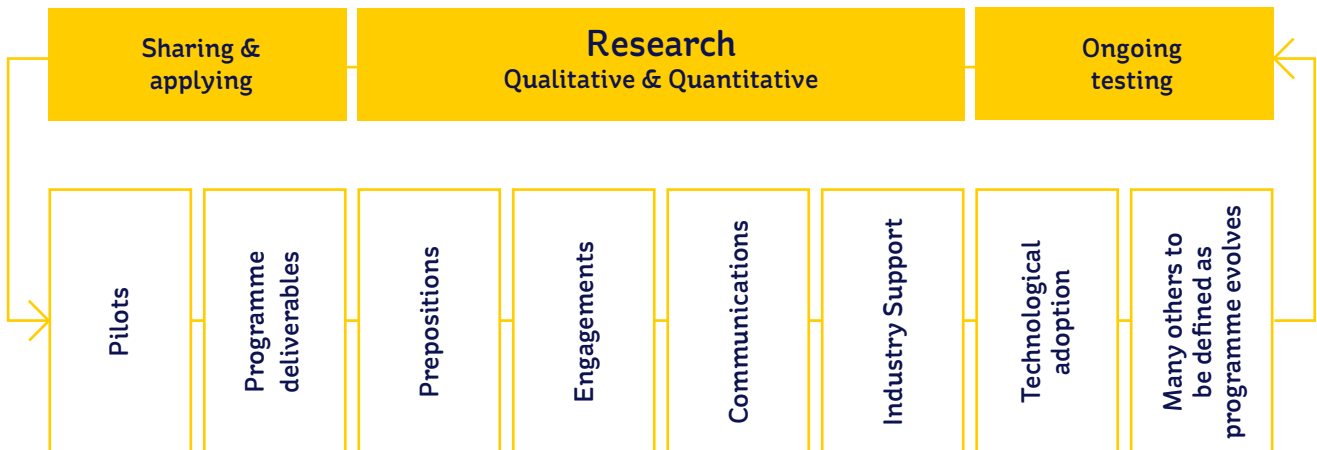 Sharing &
applying
Research
Qualitative & Quantitative
Ongoing
testing
Pilots
Programme
deliverables
Prepositions
Engagements
Communications
Industry Support
Technological
adoption
Many others to
be defined as
programme evolves